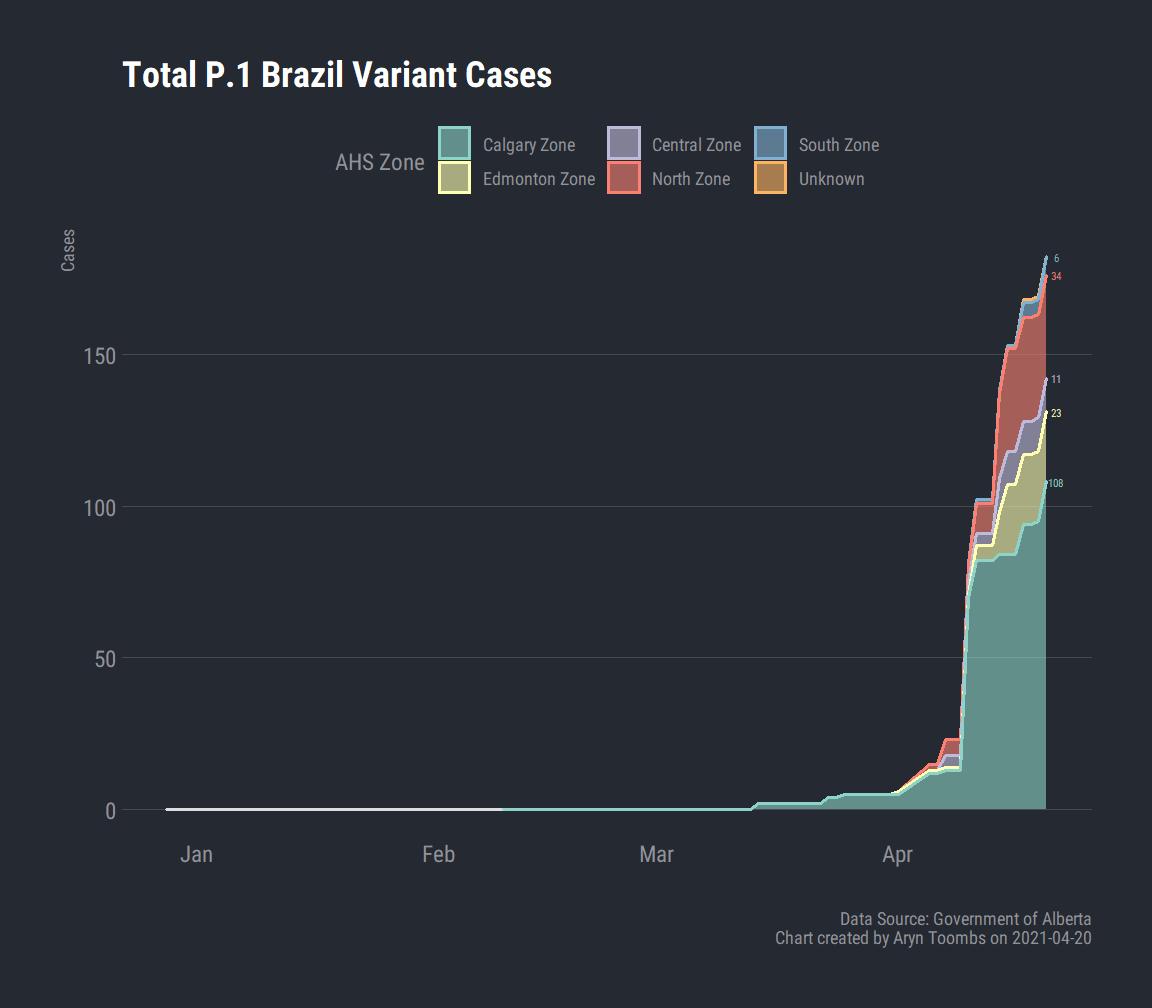 Total P.1 Brazil Variant Cases
AHS Zone
Calgary Zone
Central Zone
South Zone
Edmonton Zone
North Zone
Unknown
Cases
6
34
150
11
23
108
100
50
0
Jan
Feb
Mar
Apr
Data Source: Government of Alberta
Chart created by Aryn Toombs on 2021-04-20